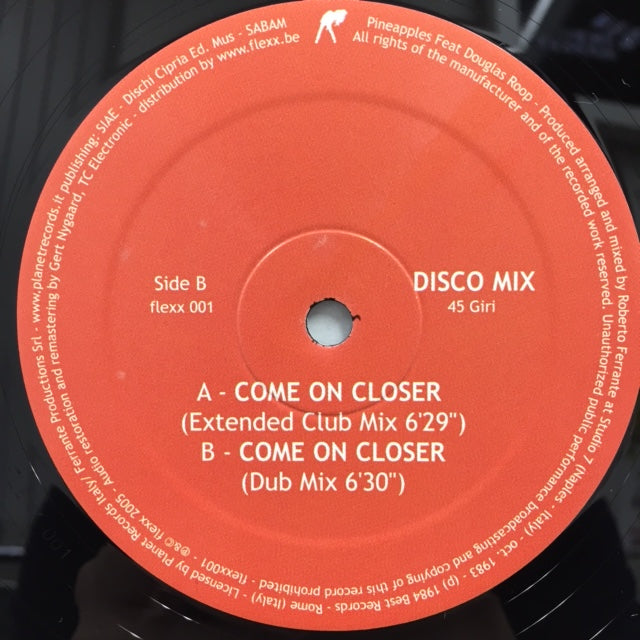 Pineapples Feat Douglas Roop - Produced arranged and mixed by Roberto Ferrante at Studio 7 (Naples - Italy - oct. 1983 - (p) 1984 Best Records - Rome (Italy) - Licensed by Planet Records Italy/ Ferrante Productions Srl - www.planetrecords.it publishing: SIAE - Dischi Cipria Ed. Mus - SABAM
All rights of the manufacturer and of the recorded work reserved. Unauthorized public performance broadcasting and copying of this record prohibited - flexx001 - ℗&© flexx 2005- Audio restoration and remastering by Gert Nygaard, TC Electronic - distribution by www.flexx.be
Side B
flexx 001
DISCO MIX
45 Giri
A - COME ON CLOSER
(Extended Club Mix 6'29")
B - COME ON CLOSER
(Dub Mix 6'30")